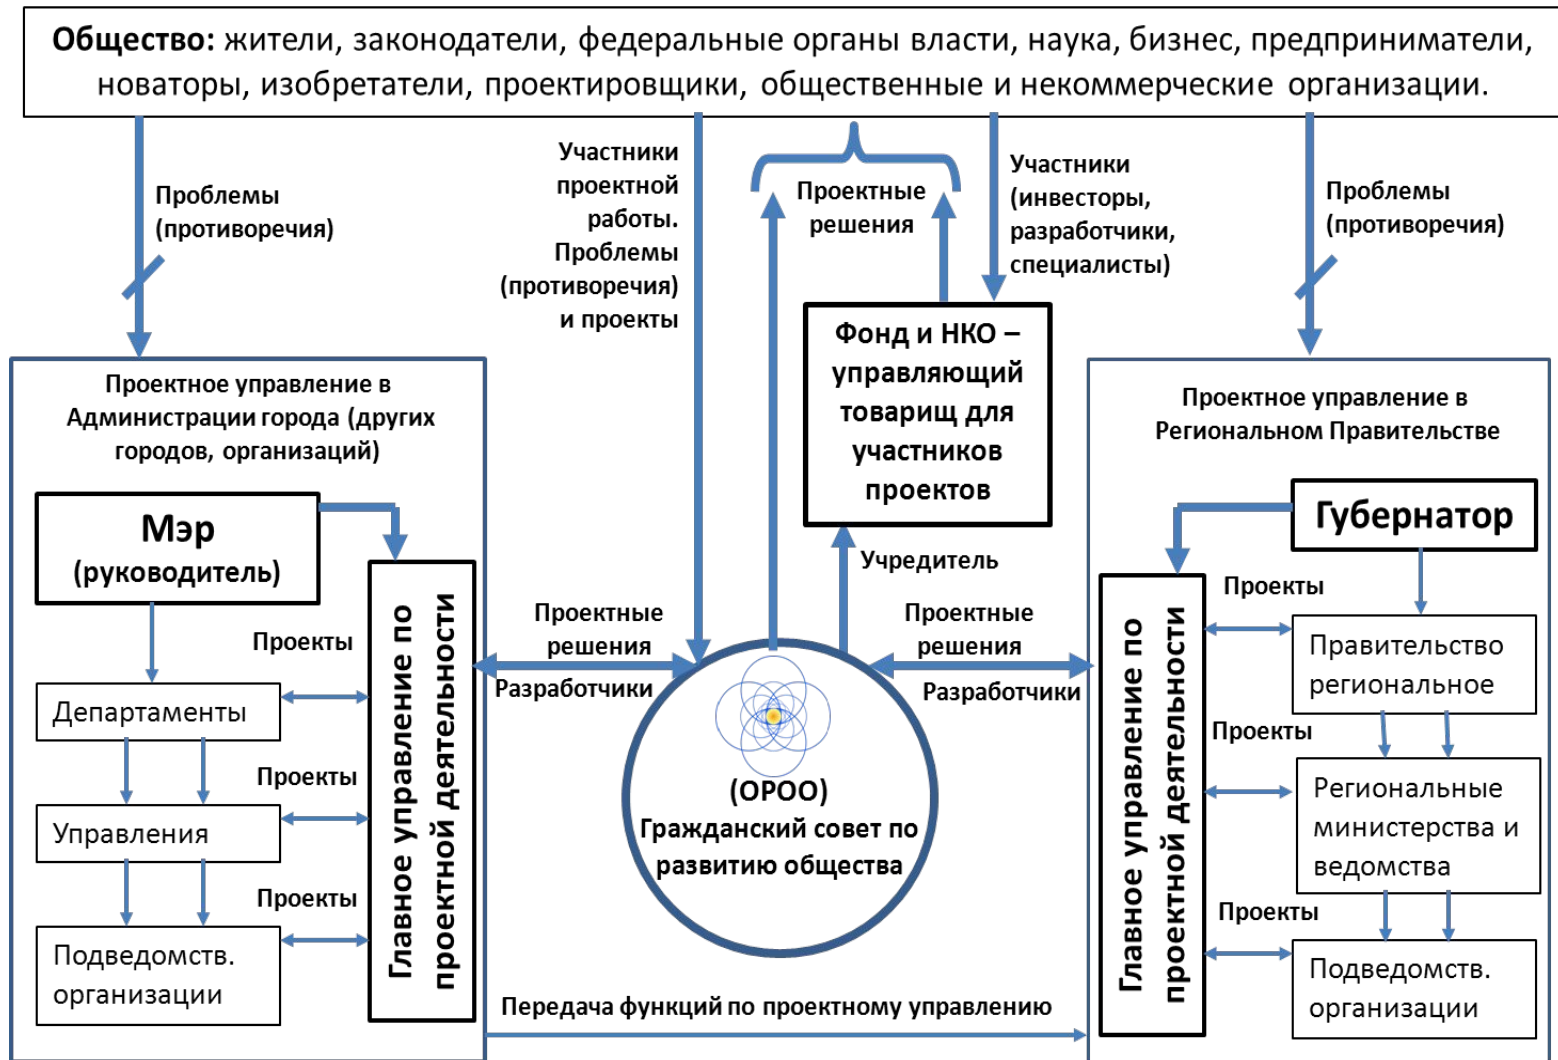 Общество: жители, законодатели, федеральные органы власти, наука, бизнес, предприниматели,
новаторы, изобретатели, проектировщики, общественные и некоммерческие организации.
Проблемы
(противоречия)
Участники
проектной
работы.
Проблемы
(противоречия)
и проекты
Проектные
решения
Участники
(инвесторы,
разработчики,
специалисты)
Проблемы
(противоречия)
Проектное управление в
Администрации города (других
городов, организаций)
Мэр
(руководитель)
Проекты
Департаменты
Проекты
Управления
Проекты
Подведомств.
организации
Главное управление по
проектной деятельности
Проектные
решения
Разработчики
Фонд и НКО –
управляющий
товарищ для
участников
проектов
Учредитель
Проектные
решения
Разработчики
(ОРОО)
Гражданский совет по
развитию общества
Передача функций по проектному управлению
Проектное управление в
Региональном Правительстве
Губернатор
Главное управление по
проектной деятельности
Проекты
Правительство
региональное
Проекты
Региональные
министерства и
ведомства
Проекты
Подведомств.
организации